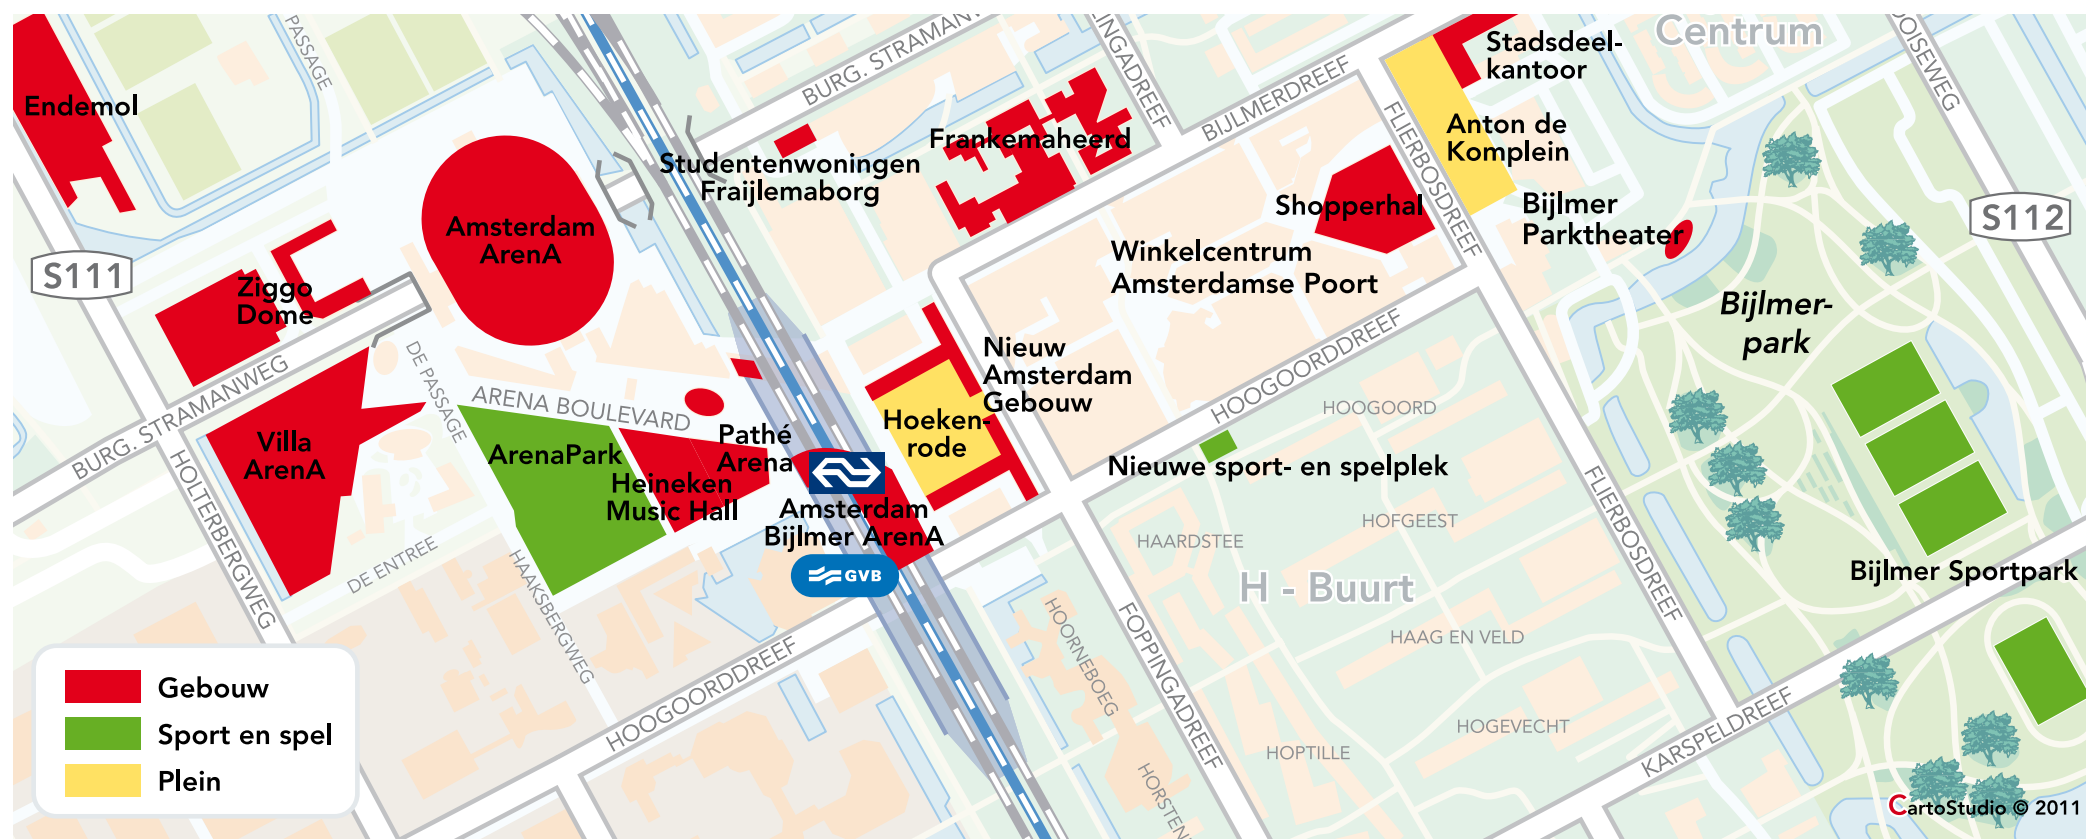 PASSAGE
BURG. STRAMANW
Centrum
Stadsdeel-
kantoor
Endemol
BIJLMERDREEF
FLIERBOSDREEF
Anton de
Komplein
Frankemaheerd
Studentenwoningen
Fraijlemaborg
Amsterdam
ArenA
Shopperhal
Bijlmer
Parktheater
S112
S111
Winkelcentrum
Amsterdamse Poort
Ziggo
Dome
Bijlmer-
park
HOOGOORDDREEF
Nieuw
Amsterdam
Gebouw
BURG. STRAMANWEG
DE PASSAGE
ARENA BOULEVARD
HOOGOORD
Hoeken-
rode
Pathé
Arena
Villa
ArenA
ArenaPark
Heineken
Music Hall
Nieuwe sport- en spelplek
Amsterdam
Bijlmer ArenA
GVB
HOLTERBERGWEG
DE ENTREE
HAAKSBERGWEG
HOFGEEST
HAARDSTEE
H - Buurt
FLIERBOSDREEF
Bijlmer Sportpark
HOORNEBOEG
FOPPINGADREEF
HAAG EN VELD
HOOGOORDDREEF
HOGEVECHT
HOPTILLE
KARSPELDREEF
HORSTEN
Gebouw
Sport en spel
Plein
CartoStudio © 2011